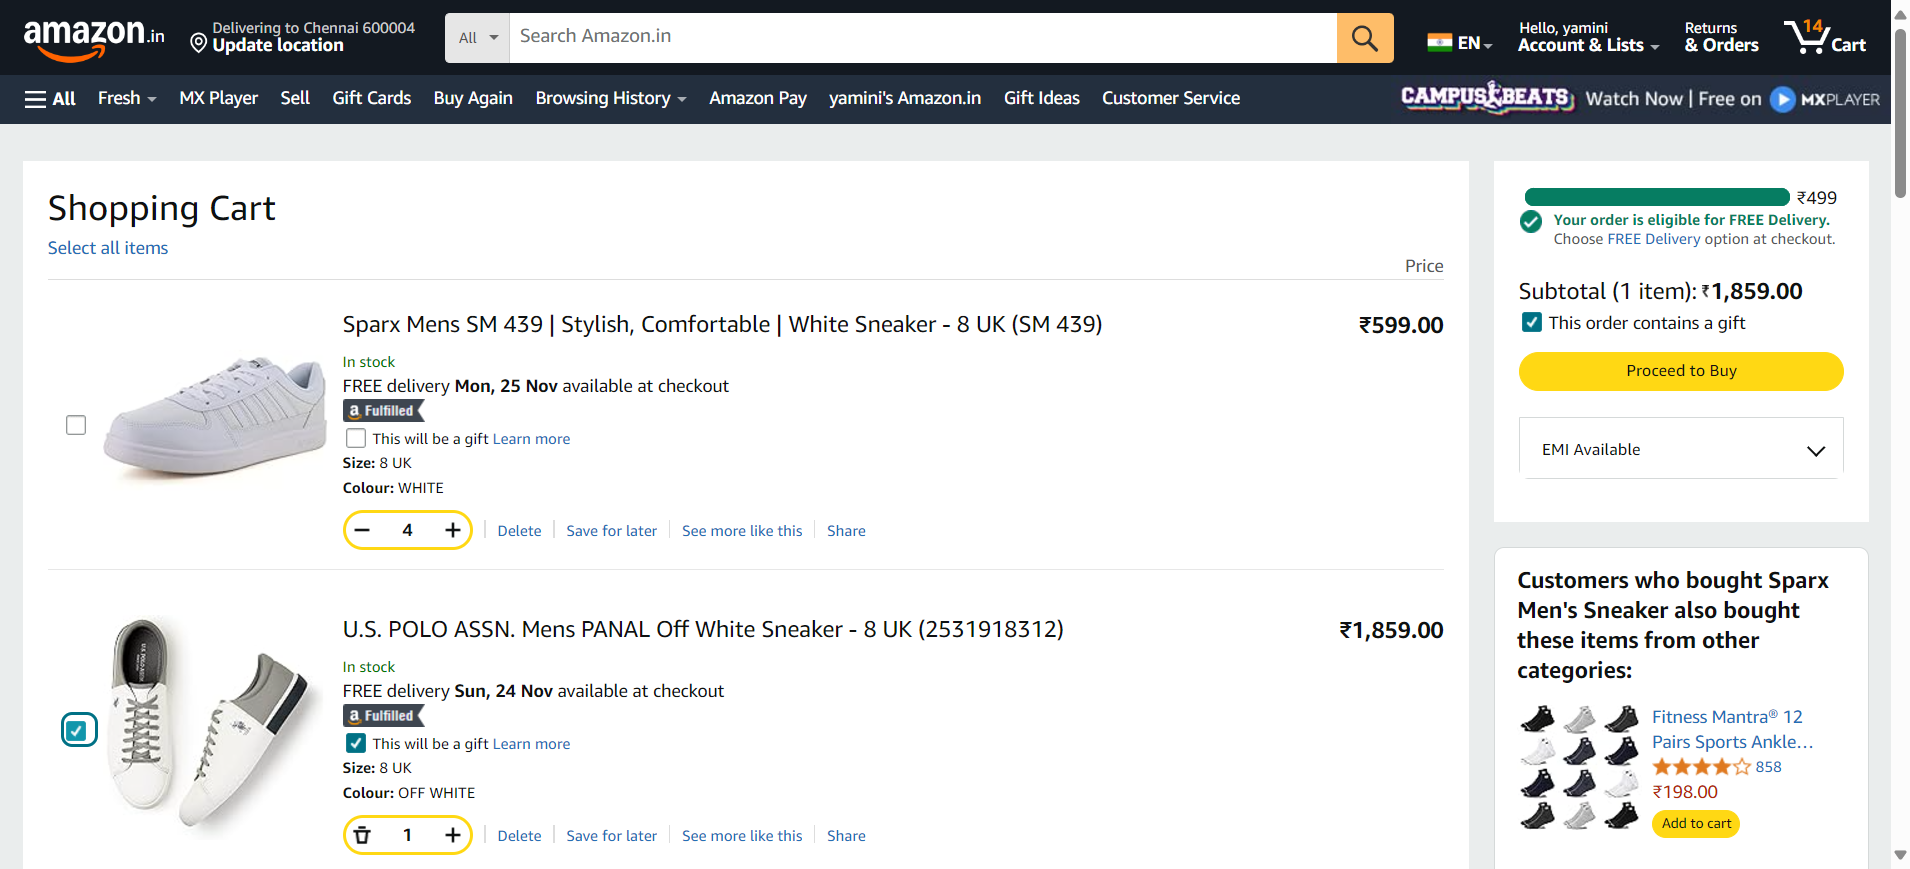 amazon.in
Delivering to Chennai 600004
Update location
All
Search Amazon.in
EN
Hello, yamini
Account & Lists
Returns
& Orders
14
Cart
All
Fresh
MX Player
Sell
Gift Cards
Buy Again
Browsing History
Amazon Pay
yamini's Amazon.in
Gift Ideas
Customer Service
CAMPUS BEATS Watch Now | Free on MXPLAYER
Shopping Cart
Select all items
Price
Sparx Mens SM 439 | Stylish, Comfortable | White Sneaker - 8 UK (SM 439)
₹599.00
In stock
FREE delivery Mon, 25 Nov available at checkout
a Fulfilled
This will be a gift Learn more
Size: 8 UK
Colour: WHITE
4
Delete
Save for later
See more like this
Share
U.S. POLO ASSN. Mens PANAL Off White Sneaker - 8 UK (2531918312)
₹1,859.00
In stock
FREE delivery Sun, 24 Nov available at checkout
a Fulfilled
This will be a gift Learn more
Size: 8 UK
Colour: OFF WHITE
1
Delete
Save for later
See more like this
Share
₹499
Your order is eligible for FREE Delivery.
Choose FREE Delivery option at checkout.
Subtotal (1 item): ₹1,859.00
This order contains a gift
Proceed to Buy
EMI Available
Customers who bought Sparx
Men's Sneaker also bought
these items from other
categories:
Fitness Mantra® 12
Pairs Sports Ankle…
858
₹198.00
Add to cart